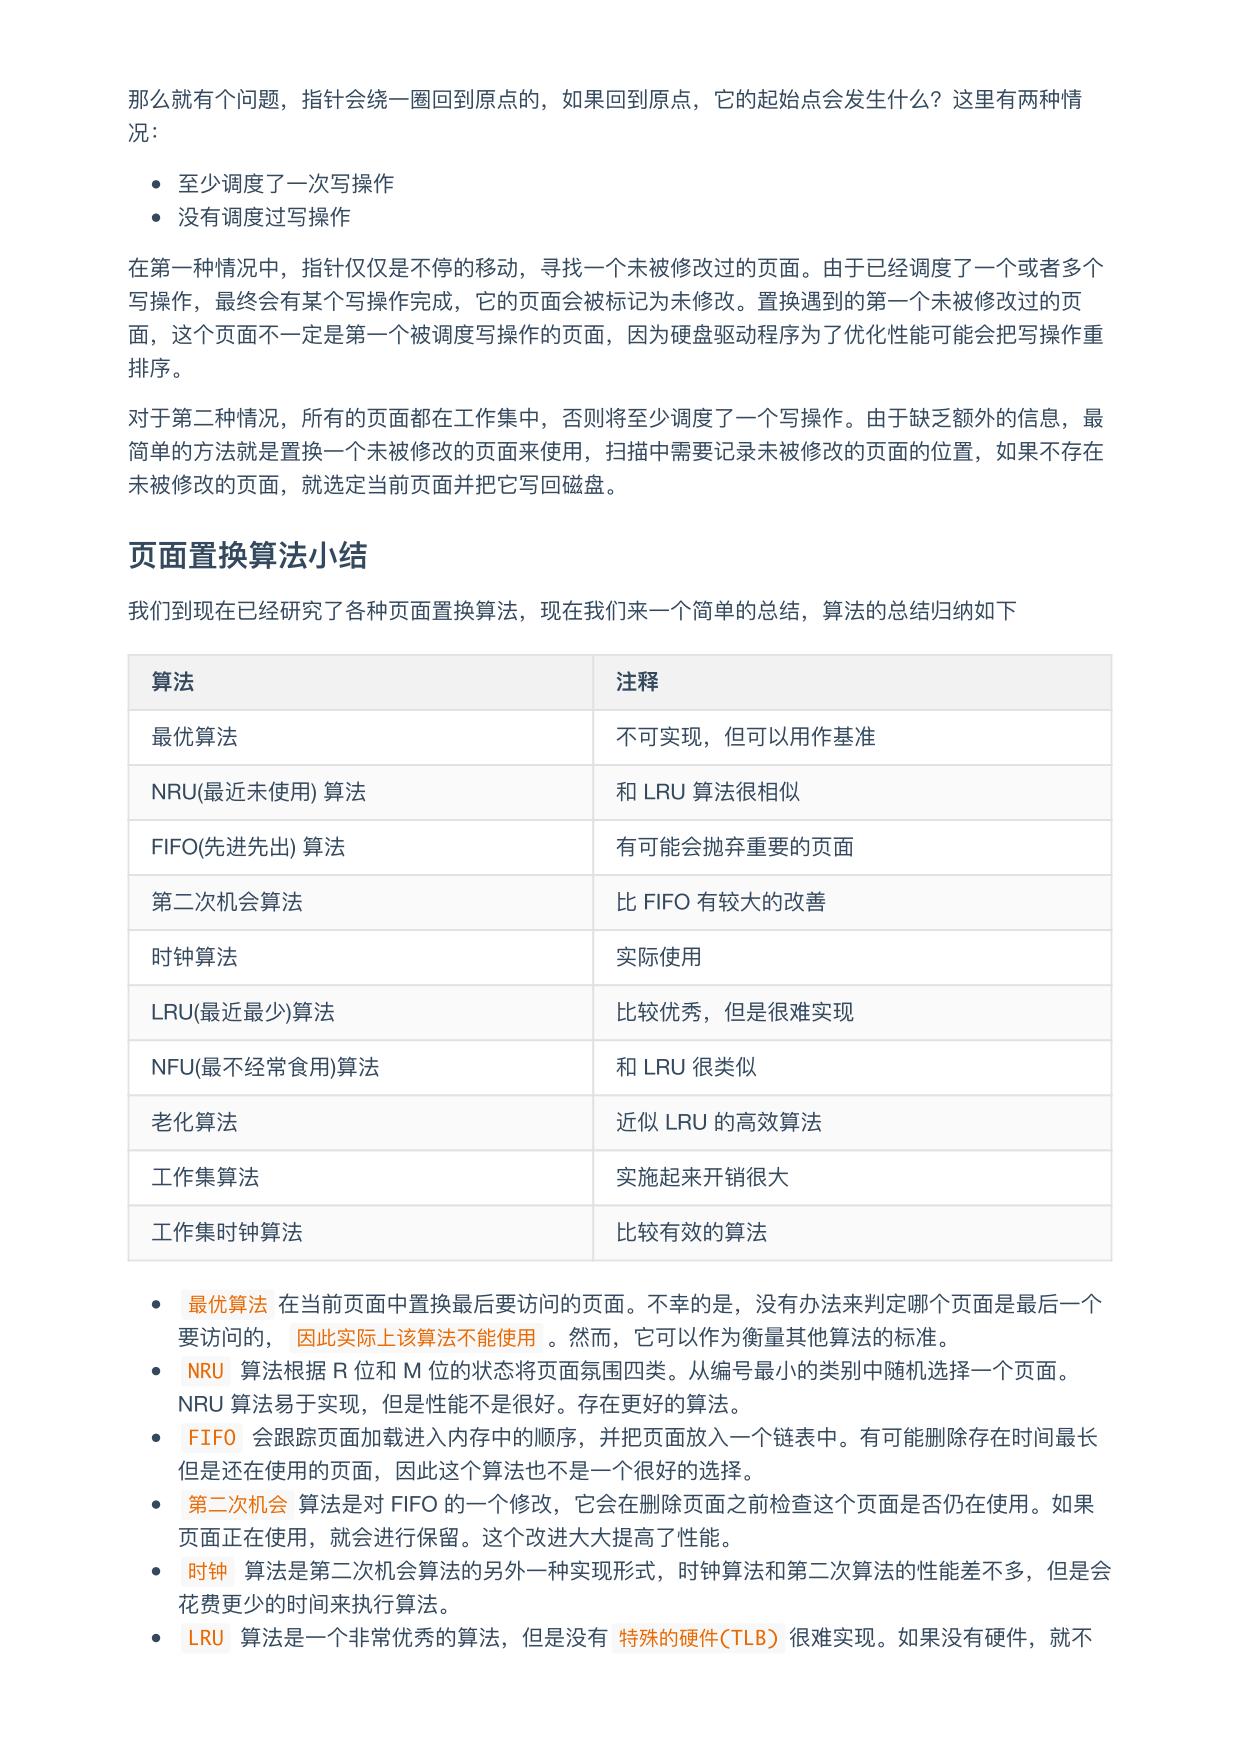 那么就有个问题，指针会绕一圈回到原点的，如果回到原点，它的起始点会发生什么？这里有两种情
况：
• 至少调度了一次写操作
• 没有调度过写操作
在第一种情况中，指针仅仅是不停的移动，寻找一个未被修改过的页面。由于已经调度了一个或者多个
写操作，最终会有某个写操作完成，它的页面会被标记为未修改。置换遇到的第一个未被修改过的页
面，这个页面不一定是第一个被调度写操作的页面，因为硬盘驱动程序为了优化性能可能会把写操作重
排序。
对于第二种情况，所有的页面都在工作集中，否则将至少调度了一个写操作。由于缺乏额外的信息，最
简单的方法就是置换一个未被修改的页面来使用，扫描中需要记录未被修改的页面的位置，如果不存在
未被修改的页面，就选定当前页面并把它写回磁盘。
页面置换算法小结
我们到现在已经研究了各种页面置换算法，现在我们来一个简单的总结，算法的总结归纳如下
算法 注释
最优算法 不可实现，但可以用作基准
NRU(最近未使用) 算法 和 LRU 算法很相似
FIFO(先进先出) 算法 有可能会抛弃重要的页面
第二次机会算法 比 FIFO 有较大的改善
时钟算法 实际使用
LRU(最近最少)算法 比较优秀，但是很难实现
NFU(最不经常食用)算法 和 LRU 很类似
老化算法 近似 LRU 的高效算法
工作集算法 实施起来开销很大
工作集时钟算法 比较有效的算法
• 最优算法 在当前页面中置换最后要访问的页面。不幸的是，没有办法来判定哪个页面是最后一个
要访问的， 因此实际上该算法不能使用 。然而，它可以作为衡量其他算法的标准。
• NRU 算法根据 R 位和 M 位的状态将页面氛围四类。从编号最小的类别中随机选择一个页面。
NRU 算法易于实现，但是性能不是很好。存在更好的算法。
• FIFO 会跟踪页面加载进入内存中的顺序，并把页面放入一个链表中。有可能删除存在时间最长
但是还在使用的页面，因此这个算法也不是一个很好的选择。
• 第二次机会 算法是对 FIFO 的一个修改，它会在删除页面之前检查这个页面是否仍在使用。如果
页面正在使用，就会进行保留。这个改进大大提高了性能。
• 时钟 算法是第二次机会算法的另外一种实现形式，时钟算法和第二次算法的性能差不多，但是会
花费更少的时间来执行算法。
• LRU 算法是一个非常优秀的算法，但是没有 特殊的硬件(TLB) 很难实现。如果没有硬件，就不